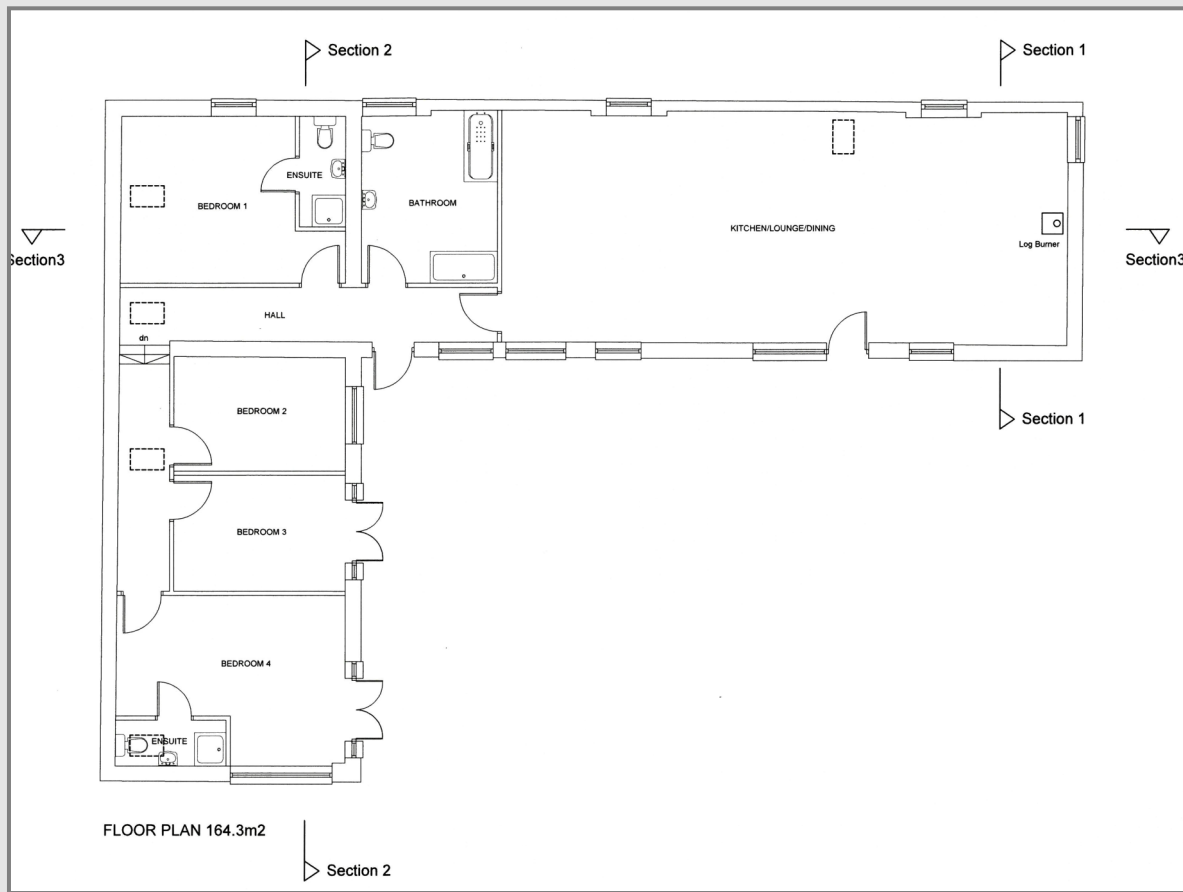 Section 2
Section 1
ENSUITE
BEDROOM 1
BATHROOM
KITCHEN/LOUNGE/DINING
Log Burner
Section3
Section3
HALL
dn
BEDROOM 2
Section 1
BEDROOM 3
BEDROOM 4
ENSUITE
FLOOR PLAN 164.3m2
Section 2